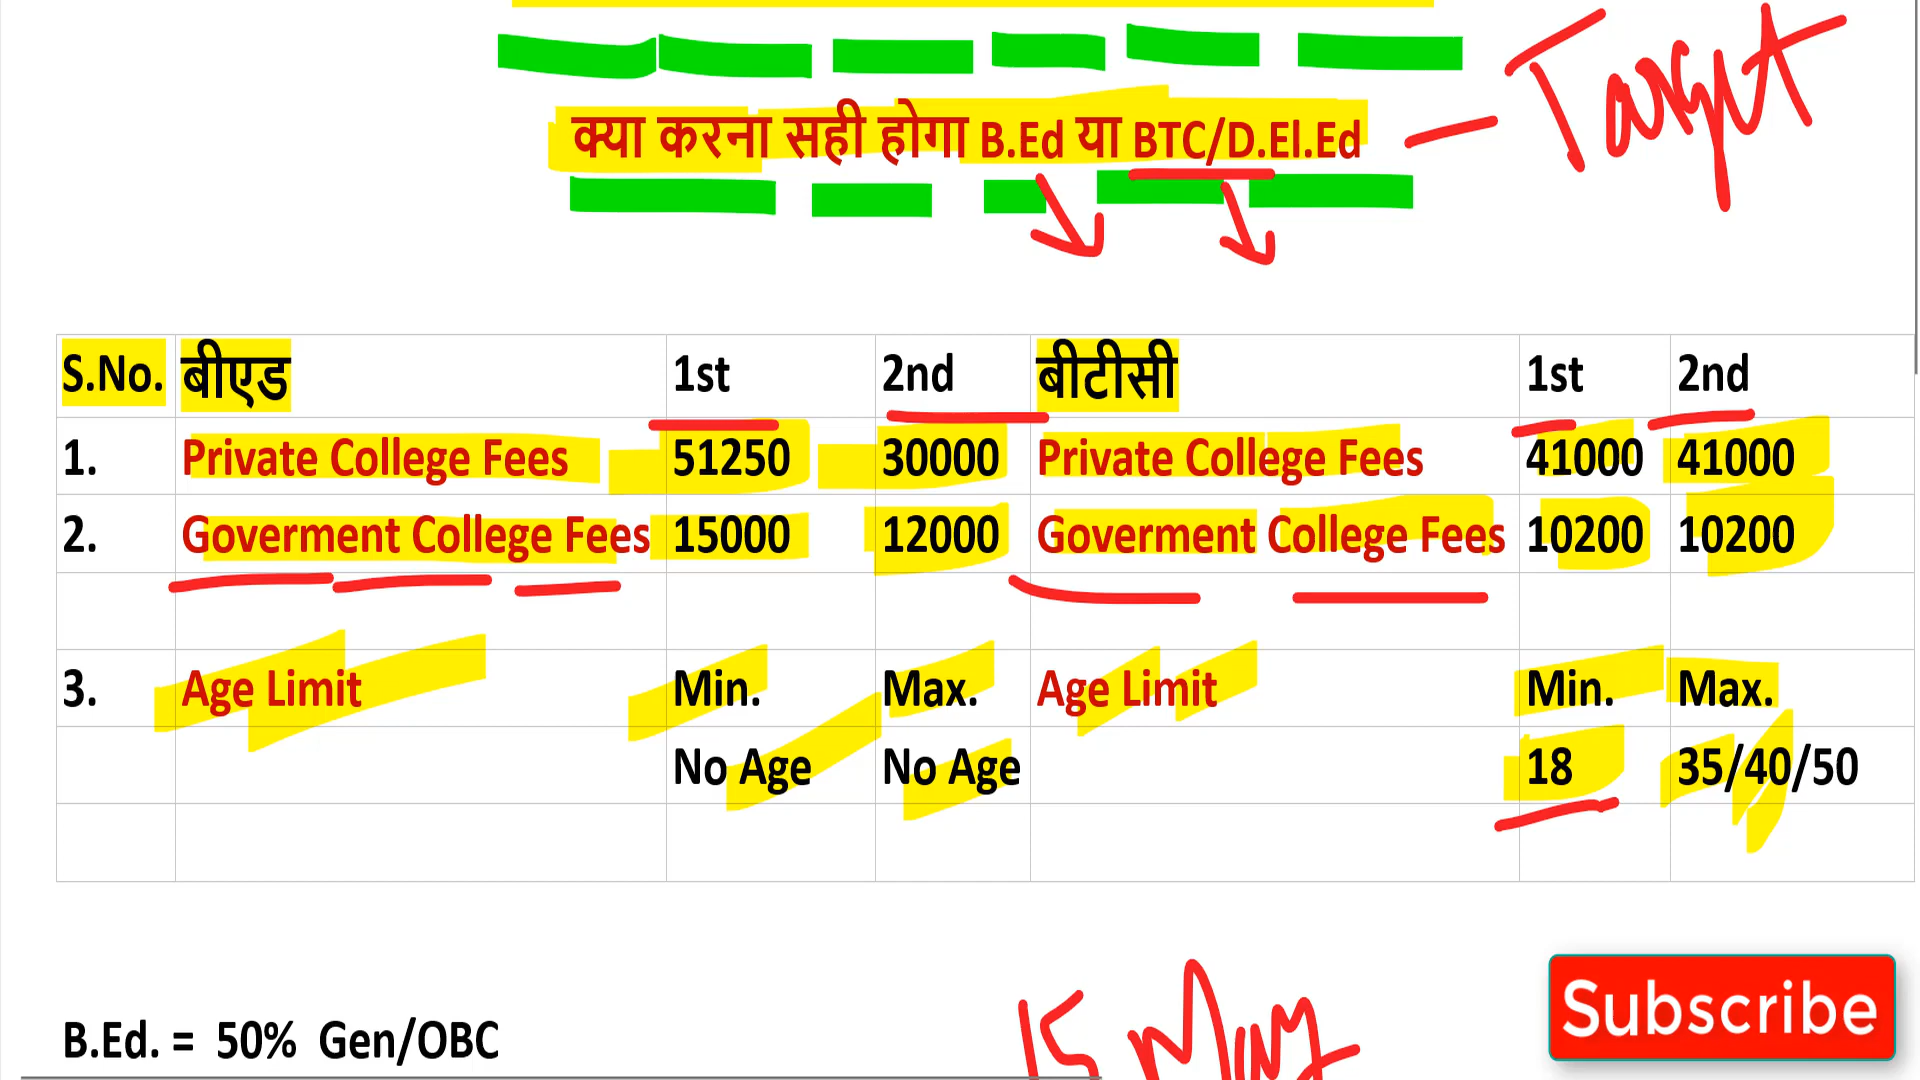 Target
क्या करना सही होगा B.Ed या BTC/D.El.Ed
S.No. बीएड 1st 2nd बीटीसी 1st 2nd
1. Private College Fees 51250 30000 Private College Fees 41000 41000
2. Goverment College Fees 15000 12000 Goverment College Fees 10200 10200
3. Age Limit Min. Max. Age Limit Min. Max.
No Age No Age 18 35/40/50
15 May
Subscribe
B.Ed. = 50% Gen/OBC